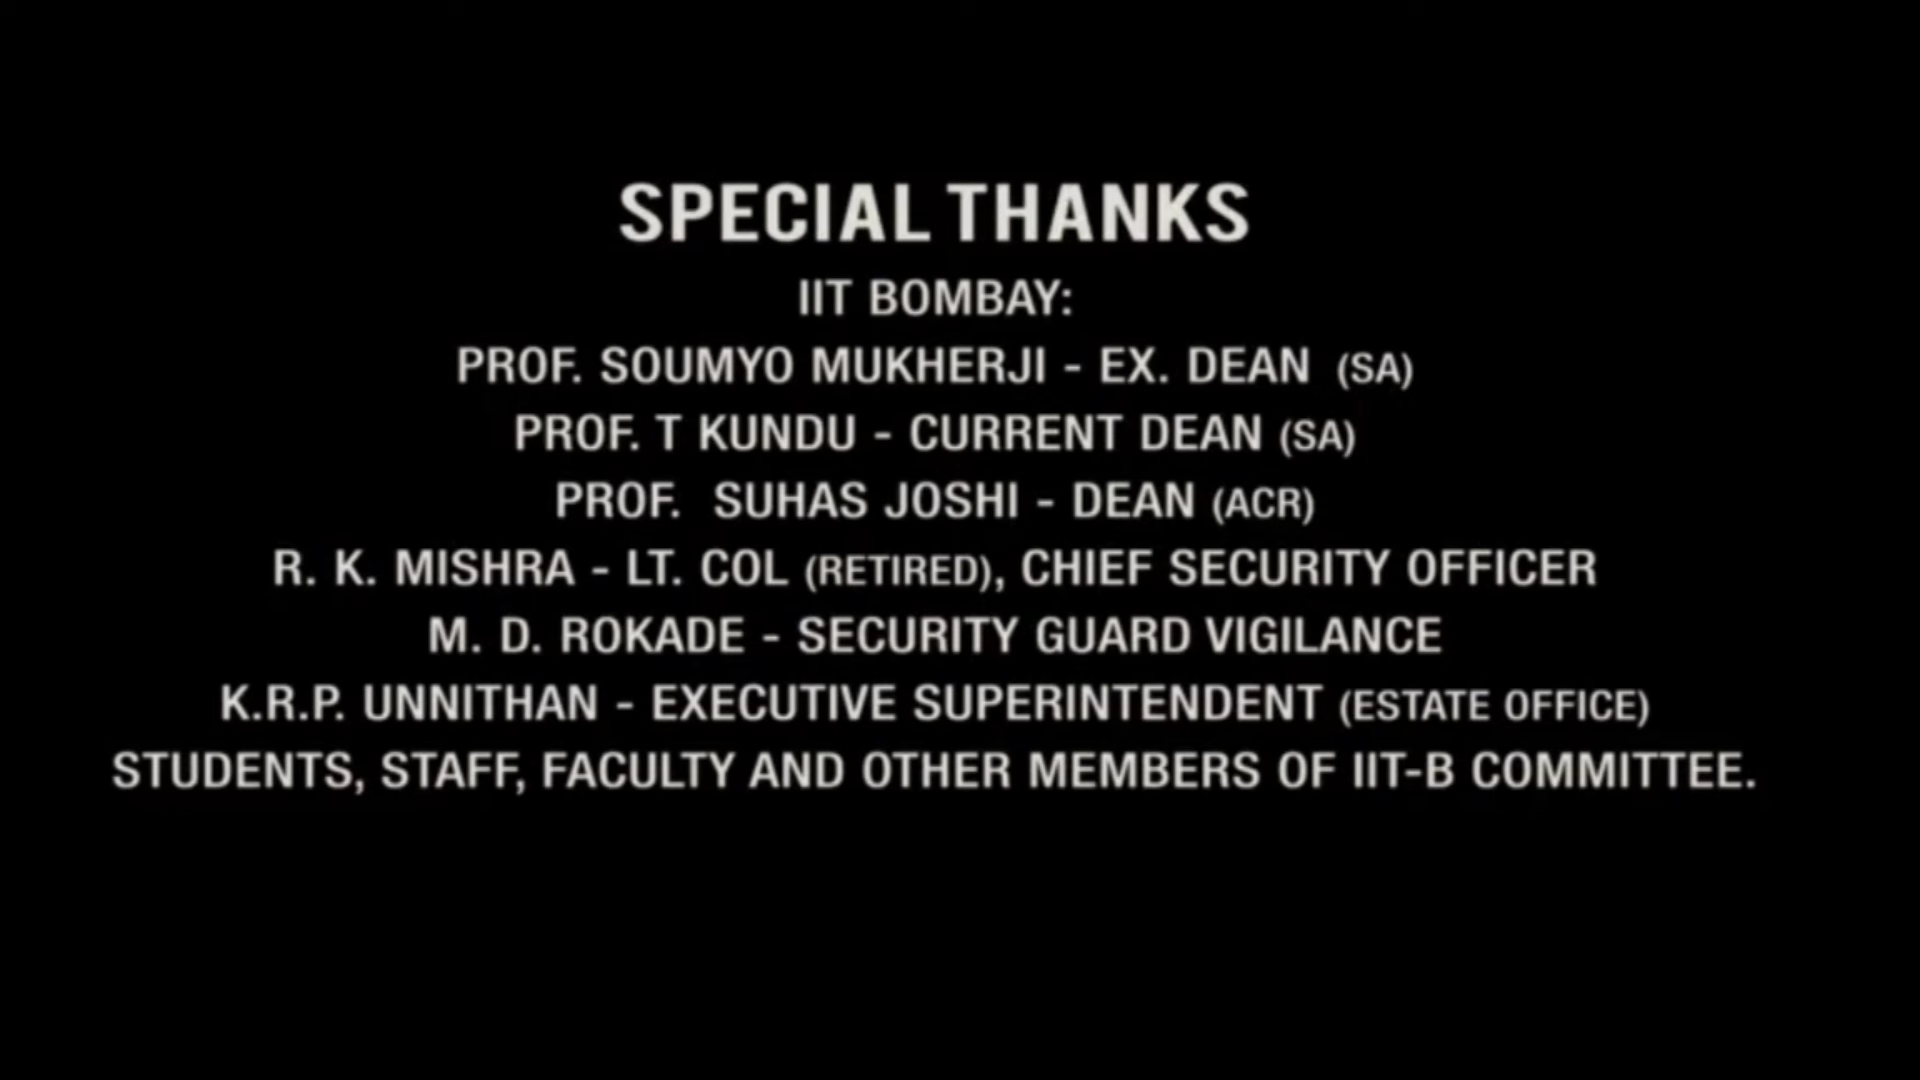 SPECIAL THANKS
IIT BOMBAY:
PROF. SOUMYO MUKHERJI - EX. DEAN (SA)
PROF. T KUNDU - CURRENT DEAN (SA)
PROF. SUHAS JOSHI - DEAN (ACR)
R. K. MISHRA - LT. COL (RETIRED), CHIEF SECURITY OFFICER
M. D. ROKADE - SECURITY GUARD VIGILANCE
K.R.P. UNNITHAN - EXECUTIVE SUPERINTENDENT (ESTATE OFFICE)
STUDENTS, STAFF, FACULTY AND OTHER MEMBERS OF IIT-B COMMITTEE.